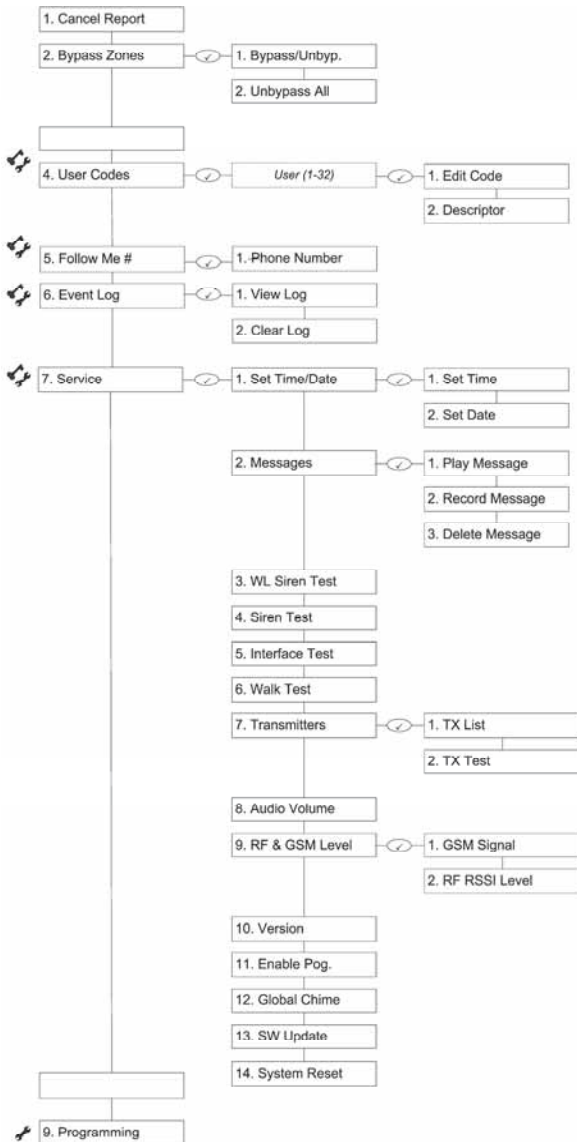 1. Cancel Report
2. Bypass Zones
1. Bypass/Unbyp.
2. Unbypass All
4. User Codes
User (1-32)
1. Edit Code
2. Descriptor
5. Follow Me #
1. Phone Number
6. Event Log
1. View Log
2. Clear Log
7. Service
1. Set Time/Date
1. Set Time
2. Set Date
2. Messages
1. Play Message
2. Record Message
3. Delete Message
3. WL Siren Test
4. Siren Test
5. Interface Test
6. Walk Test
7. Transmitters
1. TX List
2. TX Test
8. Audio Volume
9. RF & GSM Level
1. GSM Signal
2. RF RSSI Level
10. Version
11. Enable Pog.
12. Global Chime
13. SW Update
14. System Reset
9. Programming